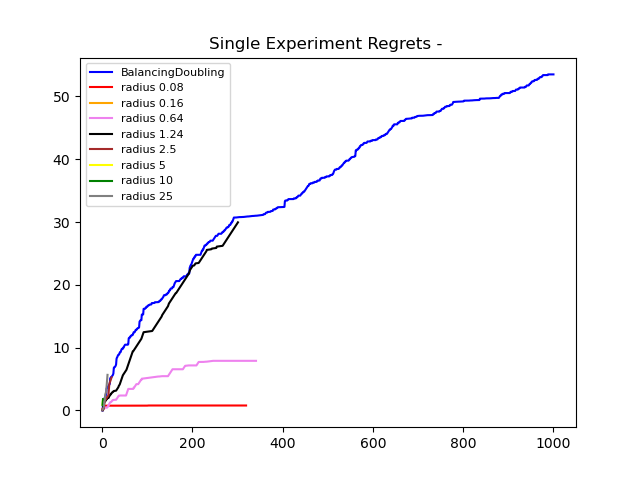 Single Experiment Regrets -
BalancingDoubling
radius 0.08
radius 0.16
radius 0.64
radius 1.24
radius 2.5
radius 5
radius 10
radius 25
50
40
30
20
10
0
0 200 400 600 800 1000